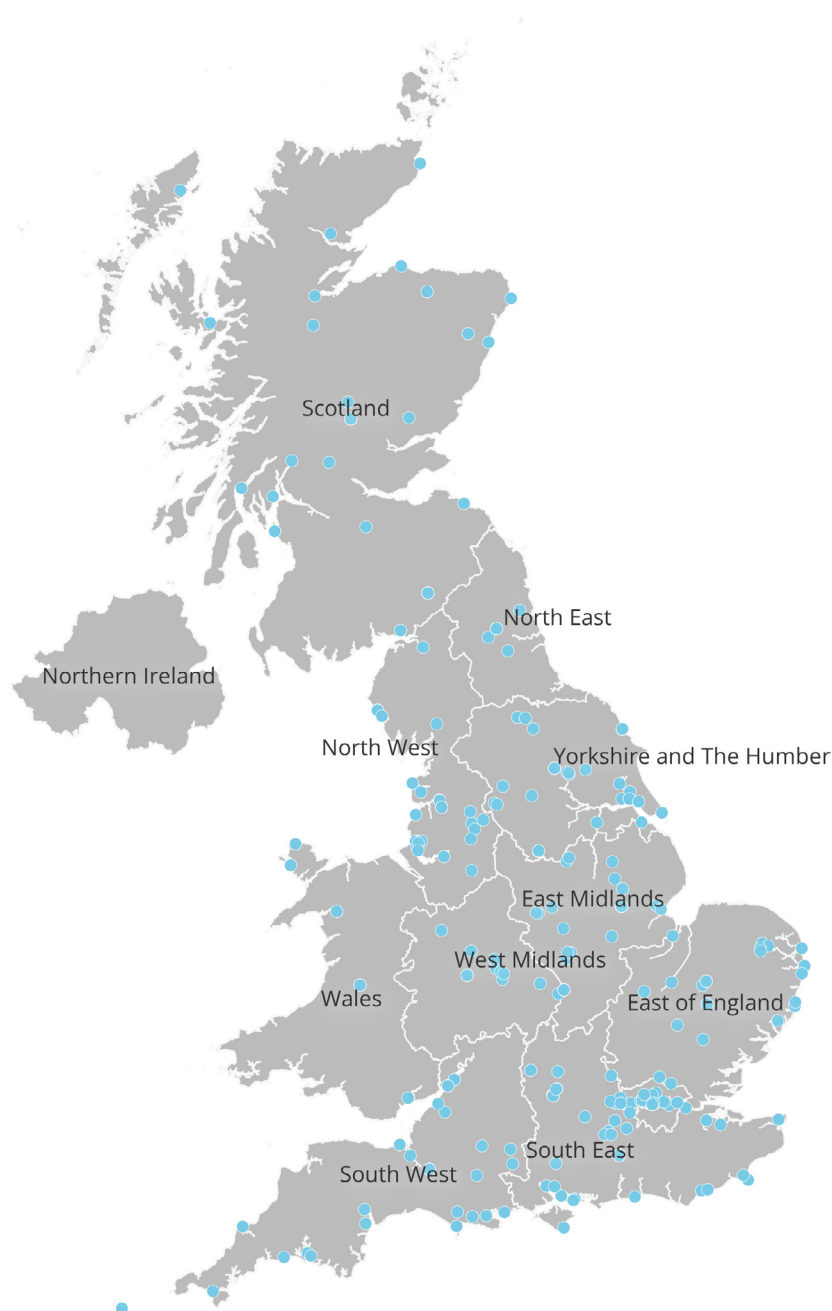 Scotland
North East
Northern Ireland
North West
Yorkshire and The Humber
East Midlands
West Midlands
Wales
East of England
South East
South West